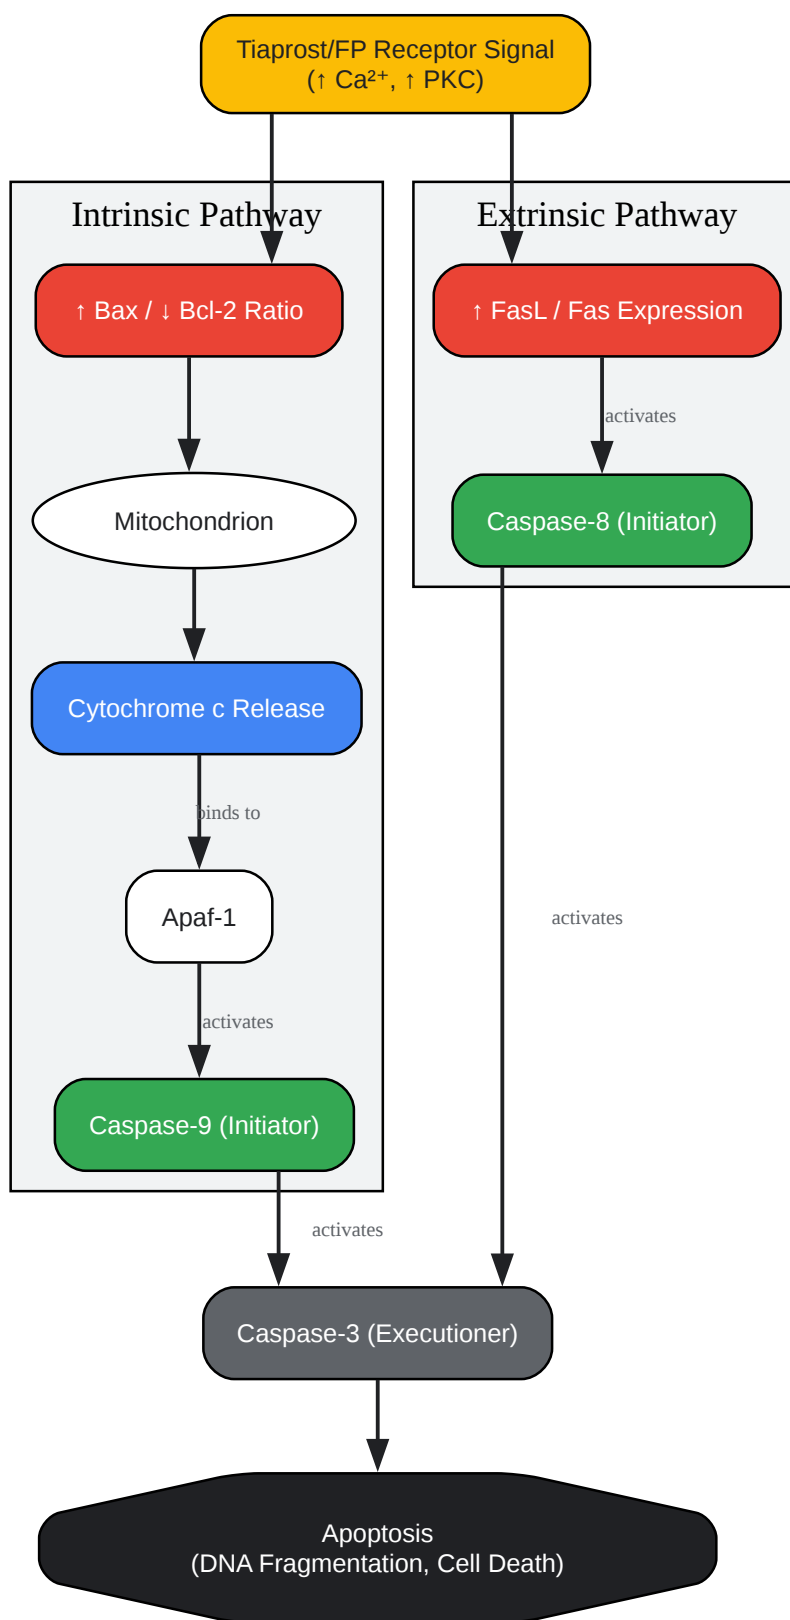 Tiaprost/FP Receptor Signal
(↑ Ca²⁺, ↑ PKC)
Intrinsic Pathway
Extrinsic Pathway
↑ Bax / ↓ Bcl-2 Ratio
↑ FasL / Fas Expression
activates
Mitochondrion
Caspase-8 (Initiator)
Cytochrome c Release
binds to
Apaf-1
activates
activates
Caspase-9 (Initiator)
activates
Caspase-3 (Executioner)
Apoptosis
(DNA Fragmentation, Cell Death)